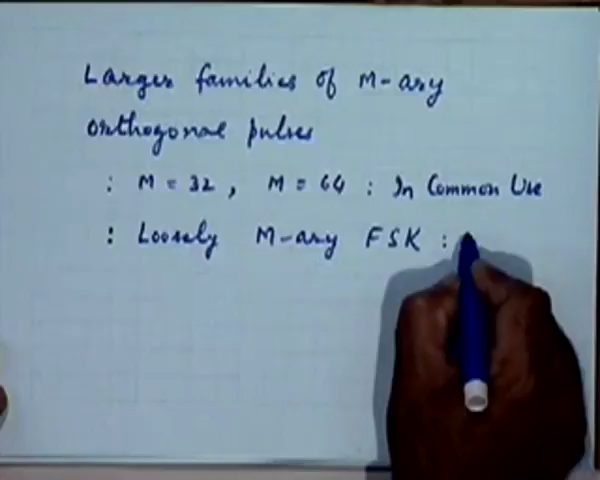 Larger families of M-ary
orthogonal pulses
: M = 32, M = 64 : In Common Use
: Loosely M-ary FSK :